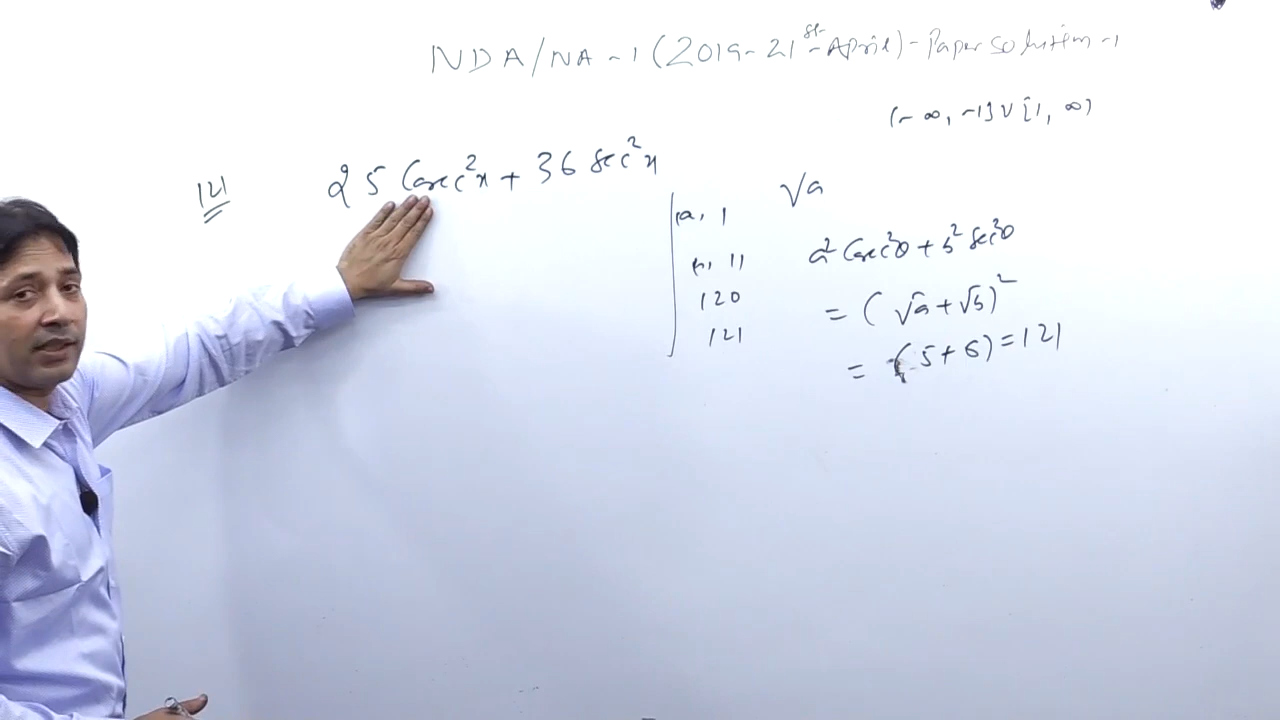 NDA/NA-1 (2019-21st-April)-Paper solution-1
(-∞, -1] ∪ [1, ∞)
121
25 Cosec²x + 36 sec²x
√a
a² Cosec²θ + b² sec²θ
= (√a + √b)²
= (5+6) = 121
1
120
121